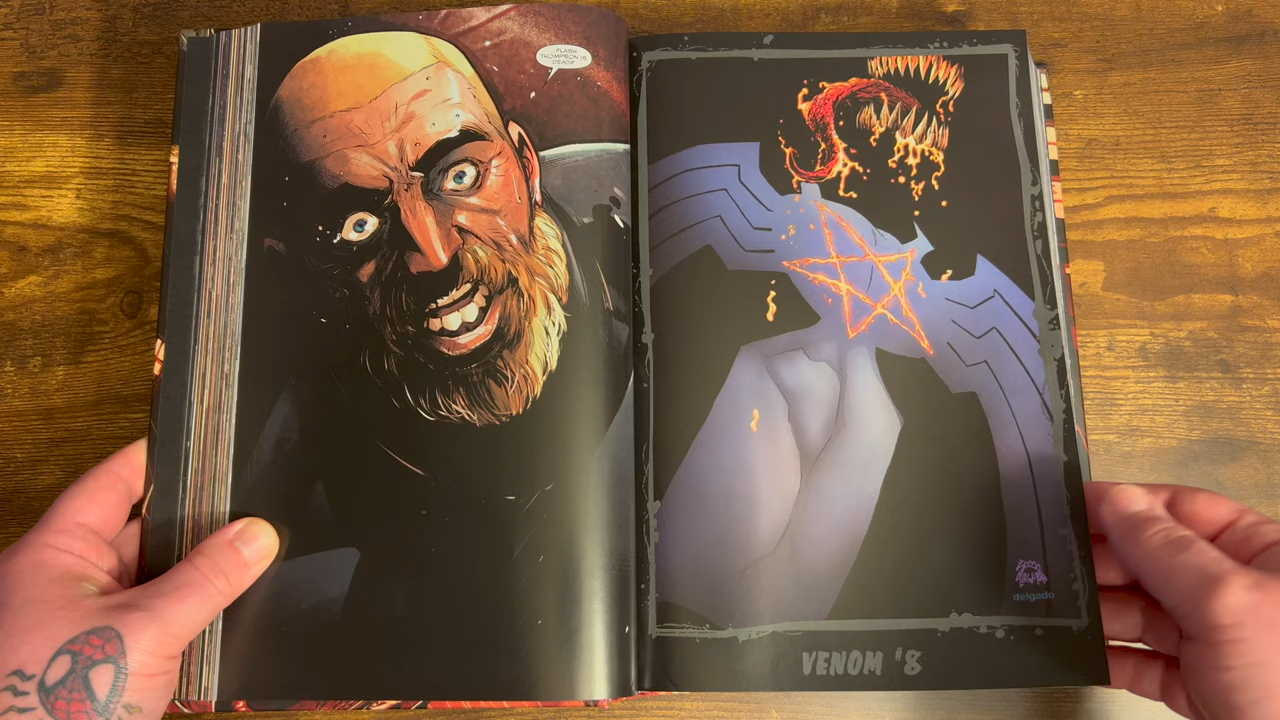 ...FLASH
THOMPSON IS
DEAD?
delgado
VENOM #8